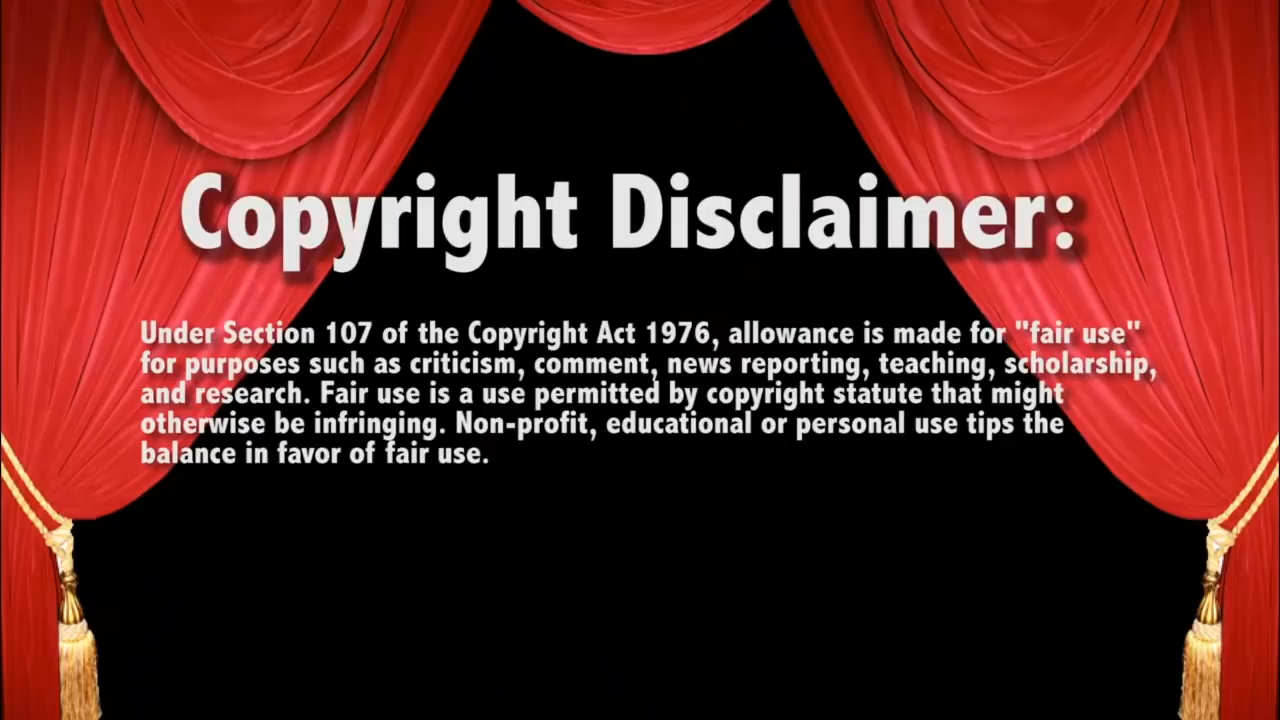 Copyright Disclaimer:
Under Section 107 of the Copyright Act 1976, allowance is made for "fair use"
for purposes such as criticism, comment, news reporting, teaching, scholarship,
and research. Fair use is a use permitted by copyright statute that might
otherwise be infringing. Non-profit, educational or personal use tips the
balance in favor of fair use.